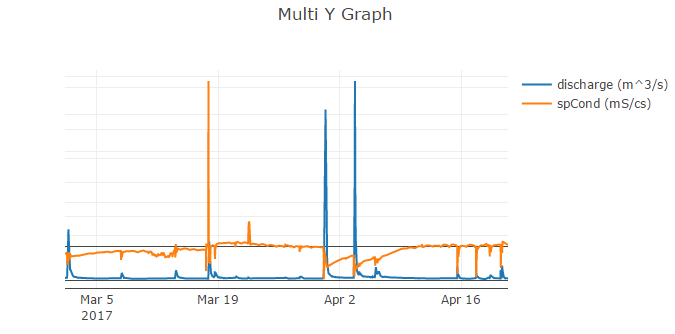 Multi Y Graph
discharge (m^3/s)
spCond (mS/cs)
Mar 5
2017
Mar 19
Apr 2
Apr 16